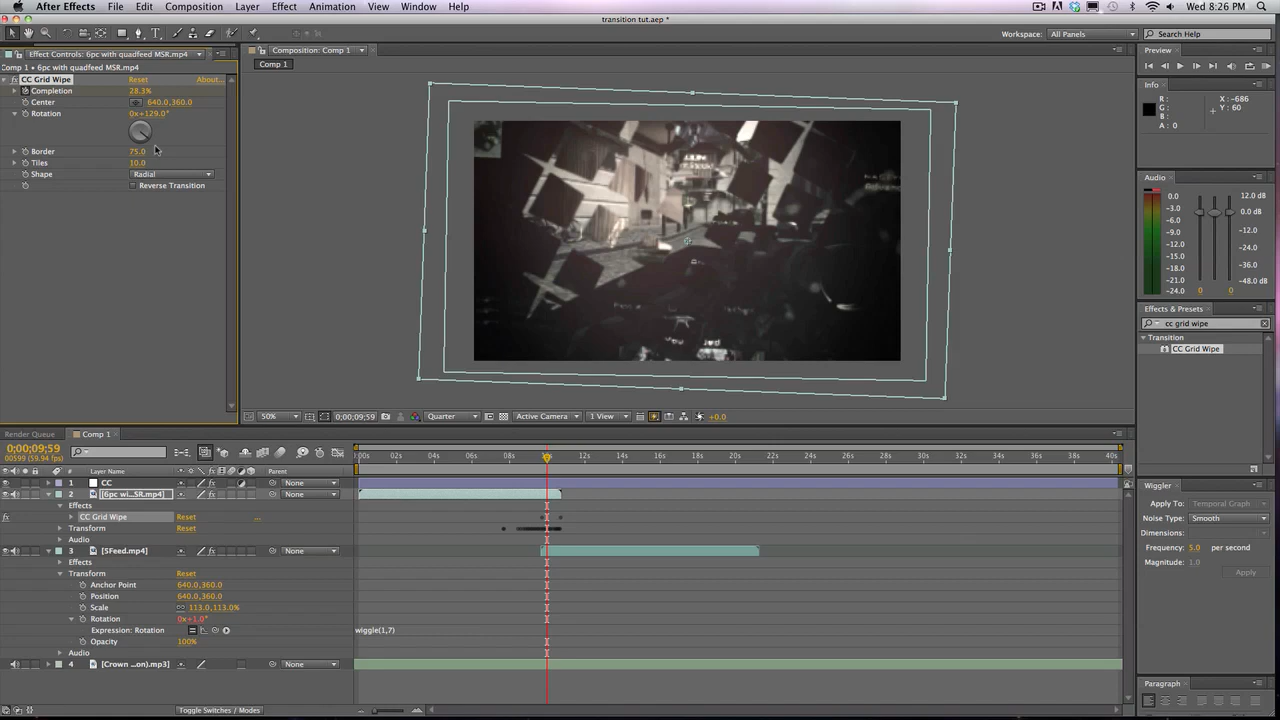 After Effects File Edit Composition Layer Effect Animation View Window Help Wed 8:26 PM
transition tut.aep *
Workspace: All Panels Search Help
Effect Controls: 6pc with quadfeed MSR.mp4
Composition: Comp 1
Preview
Comp 1 • 6pc with quadfeed MSR.mp4
Comp 1
CC Grid Wipe Reset About...
Completion 28.3%
Center 640.0,360.0
Rotation 0x+129.0°
Border 75.0
Tiles 10.0
Shape Radial
Reverse Transition
Info
R: X: -686
G: Y: 60
B:
A: 0
Audio
0.0 12.0 dB
-3.0 0.0 dB
-6.0
-9.0 -12.0
-12.0
-15.0 -24.0
-18.0 -36.0
-21.0
-24.0 0 0 -48.0 dB
Effects & Presets
cc grid wipe
Transition
CC Grid Wipe
50% 0;00;09;59 Quarter Active Camera 1 View +0.0
Render Queue Comp 1
0;00;09;59
00599 (59.94 fps)
:00s 02s 04s 06s 08s 10s 12s 14s 16s 18s 20s 22s 24s 26s 28s 30s 32s 34s 36s 38s 40s
# Layer Name Parent
1 CC None
2 [6pc wi...SR.mp4] None
Effects
CC Grid Wipe Reset ...
Transform Reset
Audio
3 [5Feed.mp4] None
Effects
Transform Reset
Anchor Point 640.0,360.0
Position 640.0,360.0
Scale 113.0,113.0%
Rotation 0x+1.0°
Expression: Rotation wiggle(1,7)
Opacity 100%
Audio
4 [Crown ...on).mp3] None
Toggle Switches / Modes
Wiggler
Apply To: Temporal Graph
Noise Type: Smooth
Dimensions:
Frequency: 5.0 per second
Magnitude: 1.0
Apply
Paragraph